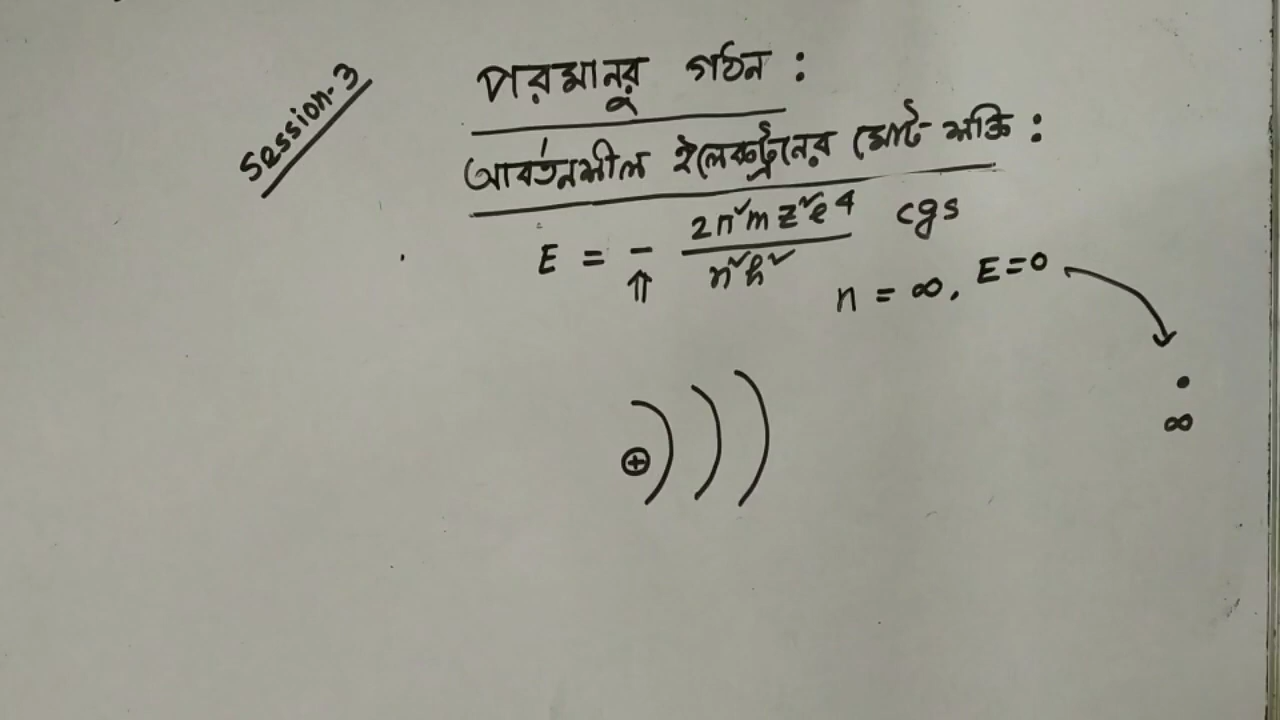 Session-3
পরমানুর গঠন :
আবর্তনশীল ইলেকট্রনের মোট শক্তি :
E = - 2π²mz²e⁴ / n²h² cgs
⇑
n = ∞, E=0
∞
⊕